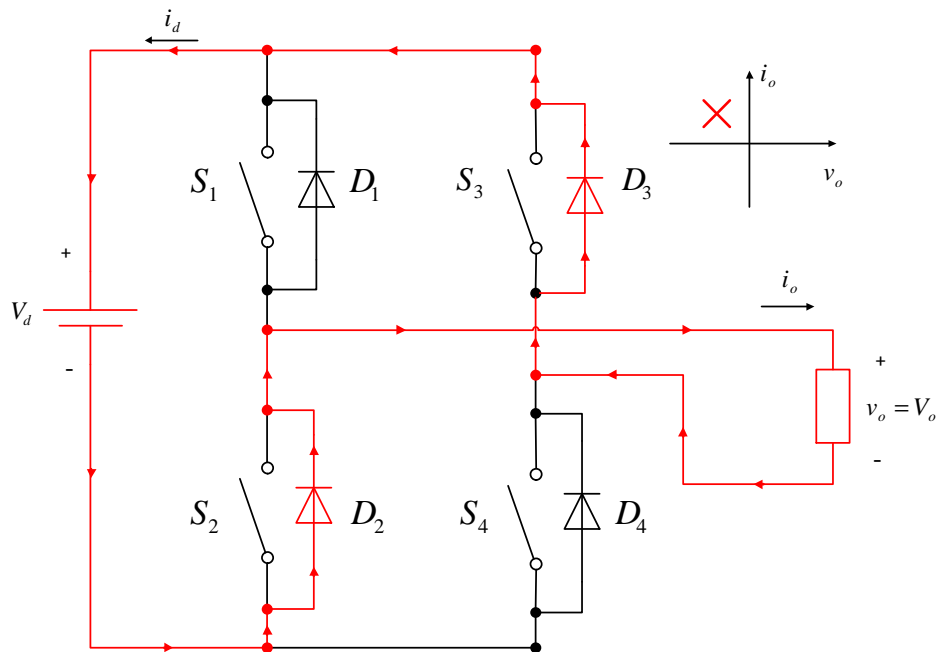 i_d
i_o
v_o
S_1
D_1
S_3
D_3
+
V_d
-
i_o
+
v_o = V_o
-
S_2
D_2
S_4
D_4